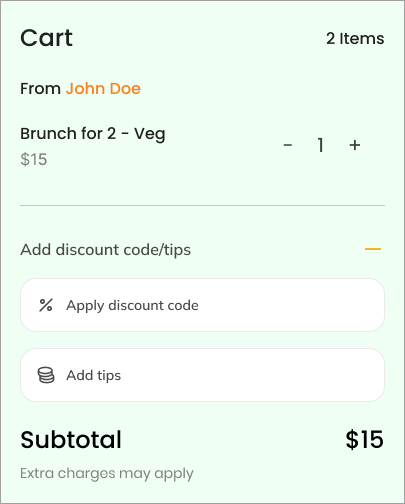 Cart 2 Items
From John Doe
Brunch for 2 - Veg
$15
- 1 +
Add discount code/tips
Apply discount code
Add tips
Subtotal $15
Extra charges may apply